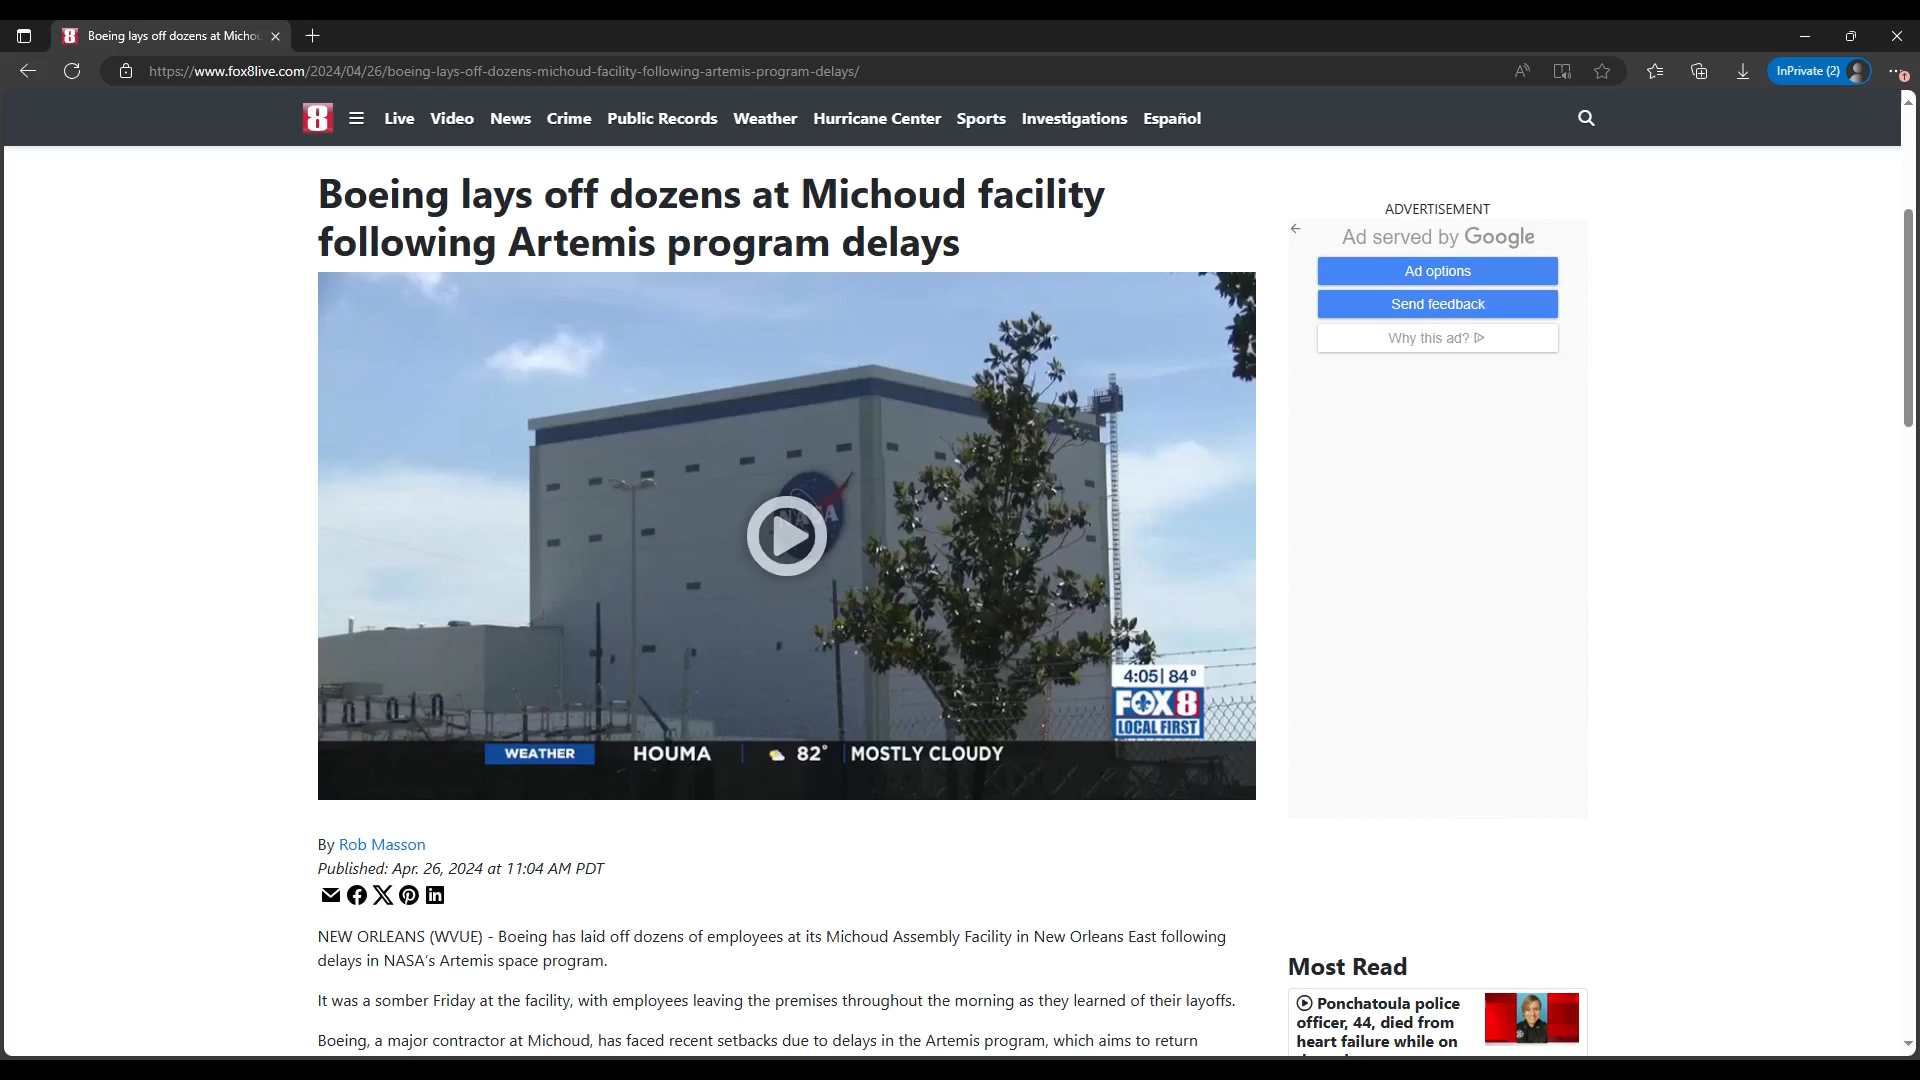 Boeing lays off dozens at Michou
https://www.fox8live.com/2024/04/26/boeing-lays-off-dozens-michoud-facility-following-artemis-program-delays/
InPrivate (2)
8 Live Video News Crime Public Records Weather Hurricane Center Sports Investigations Español
Boeing lays off dozens at Michoud facility
following Artemis program delays
NASA
4:05 | 84°
FOX 8
LOCAL FIRST
WEATHER HOUMA 82° MOSTLY CLOUDY
By Rob Masson
Published: Apr. 26, 2024 at 11:04 AM PDT
NEW ORLEANS (WVUE) - Boeing has laid off dozens of employees at its Michoud Assembly Facility in New Orleans East following
delays in NASA's Artemis space program.
It was a somber Friday at the facility, with employees leaving the premises throughout the morning as they learned of their layoffs.
Boeing, a major contractor at Michoud, has faced recent setbacks due to delays in the Artemis program, which aims to return
ADVERTISEMENT
Ad served by Google
Ad options
Send feedback
Why this ad?
Most Read
Ponchatoula police
officer, 44, died from
heart failure while on